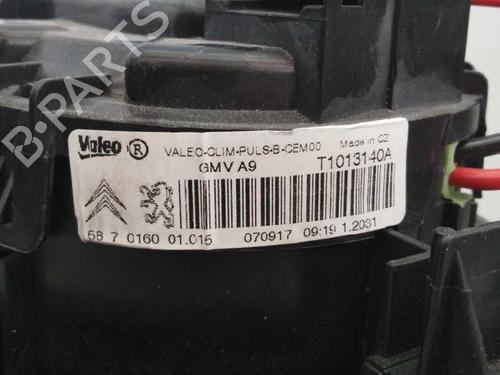 B-PARTS
Valeo ® VALEO-CLIM-PULS-B-CEM00 Made in CZ
GMV A9 T1013140A
58 7 0160 01.015 070917 09:19 1.2031